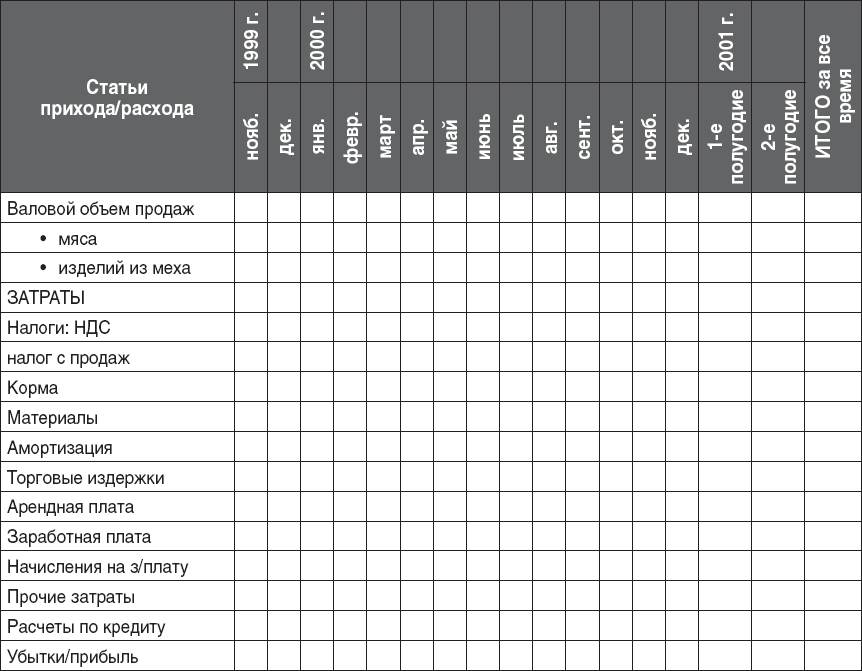 Статьи
прихода/расхода
1999 г.
2000 г.
2001 г.
ИТОГО за все
время
нояб.
дек.
янв.
февр.
март
апр.
май
июнь
июль
авг.
сент.
окт.
нояб.
дек.
1-е
полугодие
2-е
полугодие
Валовой объем продаж
• мяса
• изделий из меха
ЗАТРАТЫ
Налоги: НДС
налог с продаж
Корма
Материалы
Амортизация
Торговые издержки
Арендная плата
Заработная плата
Начисления на з/плату
Прочие затраты
Расчеты по кредиту
Убытки/прибыль